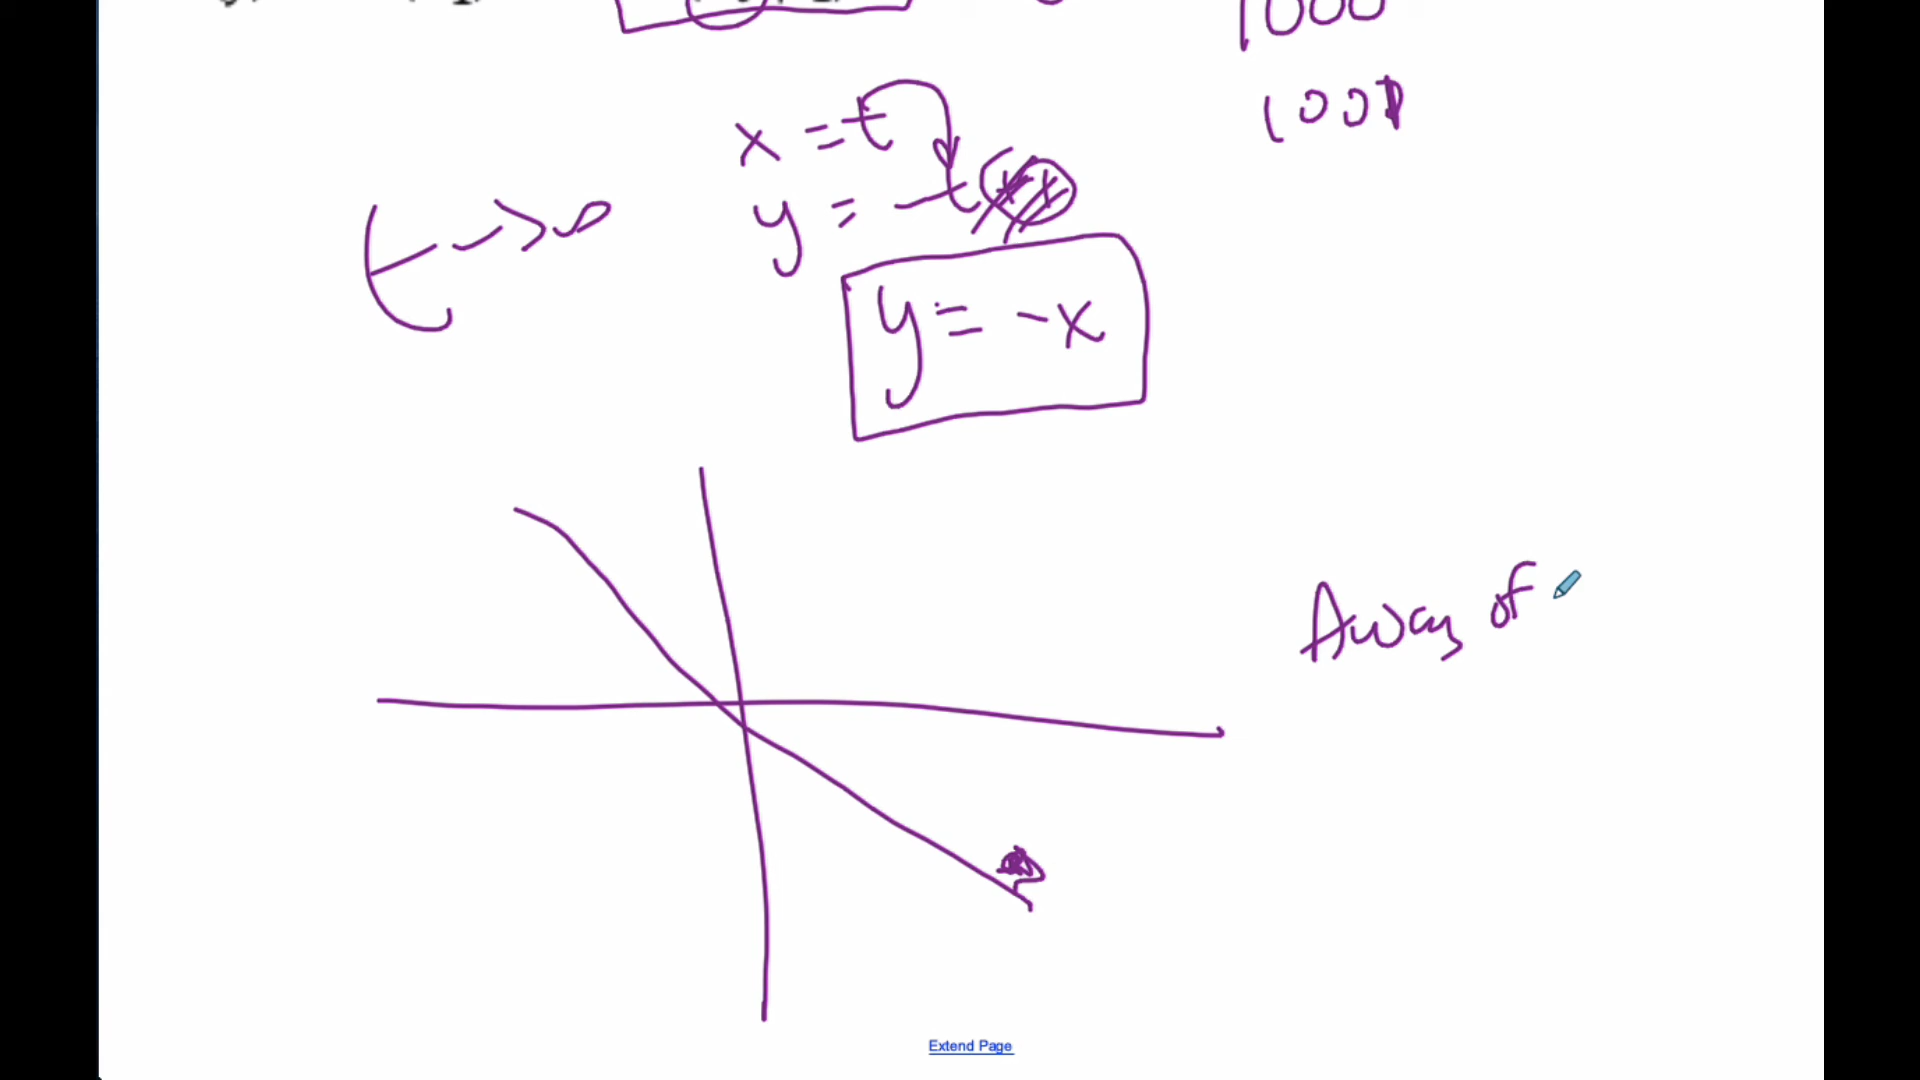 1000
x = t
1001
y = -t
t -> ∞
y = -x
Away of
Extend Page